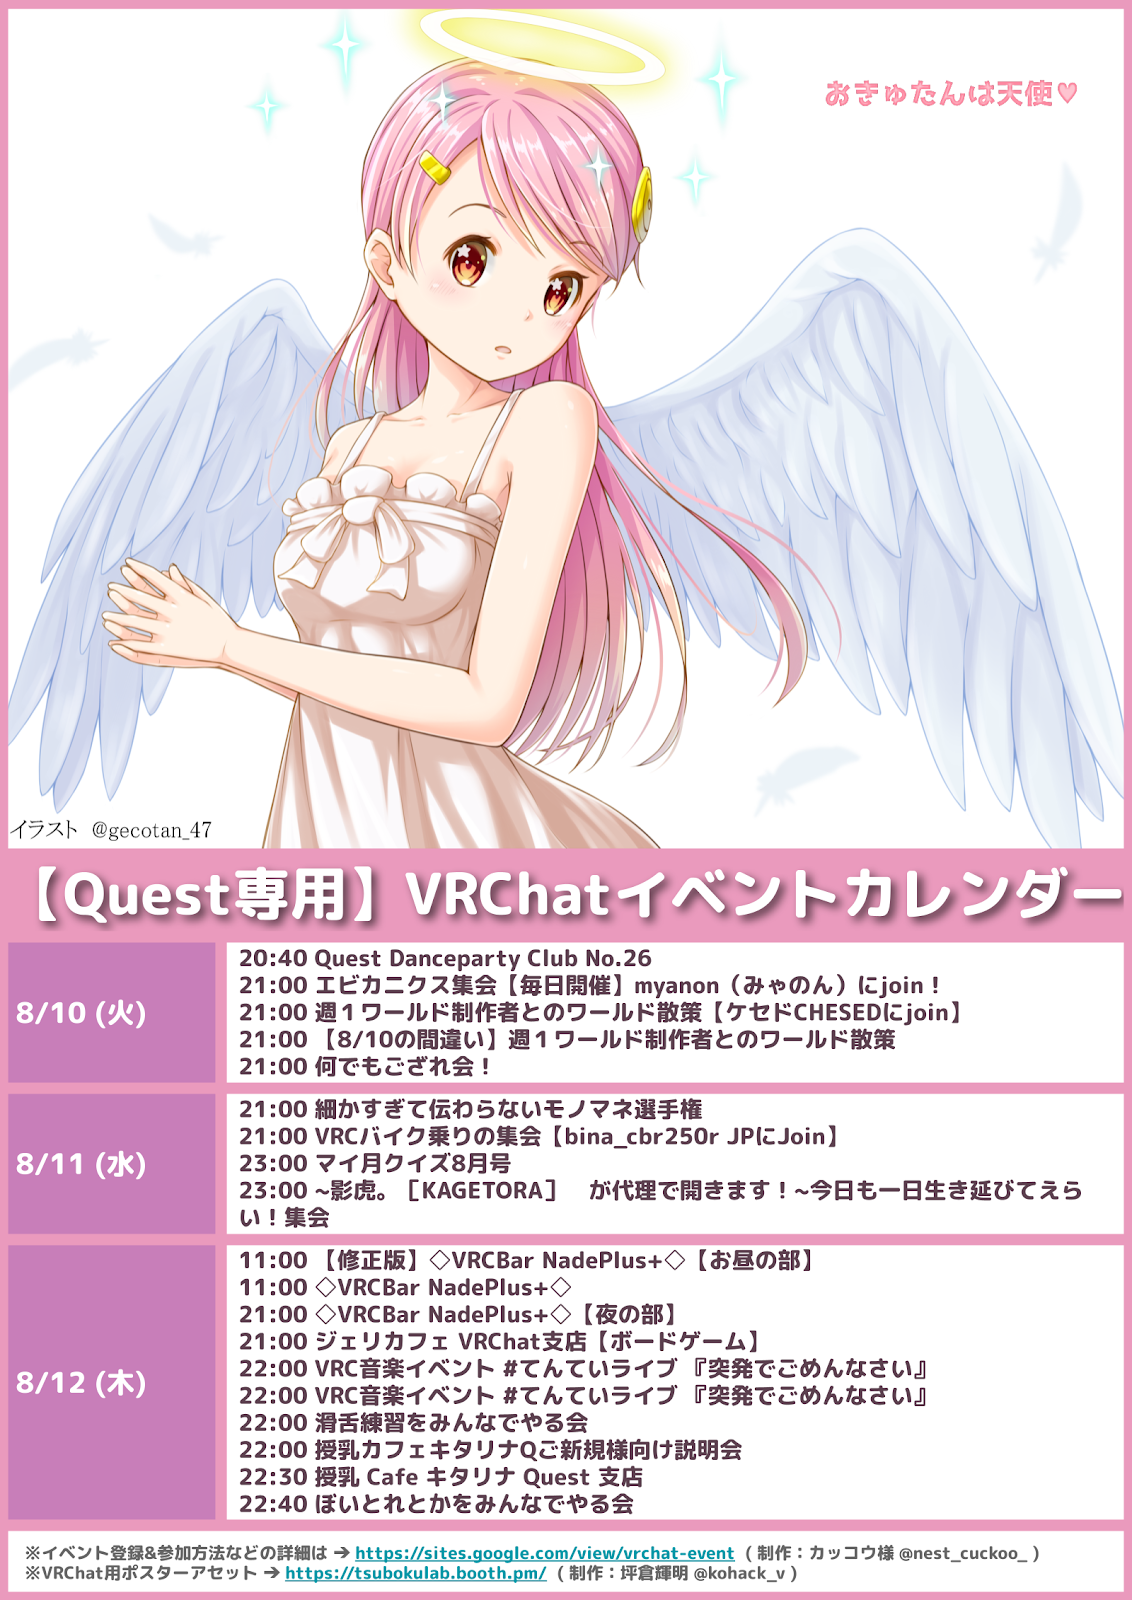 おきゅたんは天使♥
イラスト @gecotan_47
【Quest専用】VRChatイベントカレンダー
8/10 (火)
20:40 Quest Danceparty Club No.26
21:00 エビカニクス集会【毎日開催】myanon（みゃのん）にjoin！
21:00 週１ワールド制作者とのワールド散策【ケセドCHESEDにjoin】
21:00 【8/10の間違い】週１ワールド制作者とのワールド散策
21:00 何でもござれ会！
8/11 (水)
21:00 細かすぎて伝わらないモノマネ選手権
21:00 VRCバイク乗りの集会【bina_cbr250r JPにJoin】
23:00 マイ月クイズ8月号
23:00 ~影虎。［KAGETORA］　が代理で開きます！~今日も一日生き延びてえら
い！集会
8/12 (木)
11:00 【修正版】◇VRCBar NadePlus+◇【お昼の部】
11:00 ◇VRCBar NadePlus+◇
21:00 ◇VRCBar NadePlus+◇【夜の部】
21:00 ジェリカフェ VRChat支店【ボードゲーム】
22:00 VRC音楽イベント #てんていライブ 『突発でごめんなさい』
22:00 VRC音楽イベント #てんていライブ 『突発でごめんなさい』
22:00 滑舌練習をみんなでやる会
22:00 授乳カフェキタリナQご新規様向け説明会
22:30 授乳 Cafe キタリナ Quest 支店
22:40 ぼいとれとかをみんなでやる会
※イベント登録&参加方法などの詳細は → https://sites.google.com/view/vrchat-event （制作：カッコウ様 @nest_cuckoo_ ）
※VRChat用ポスターアセット → https://tsubokulab.booth.pm/ （制作：坪倉輝明 @kohack_v ）